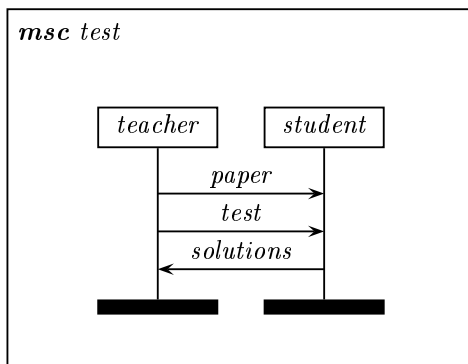 msc test
teacher student
paper
test
solutions